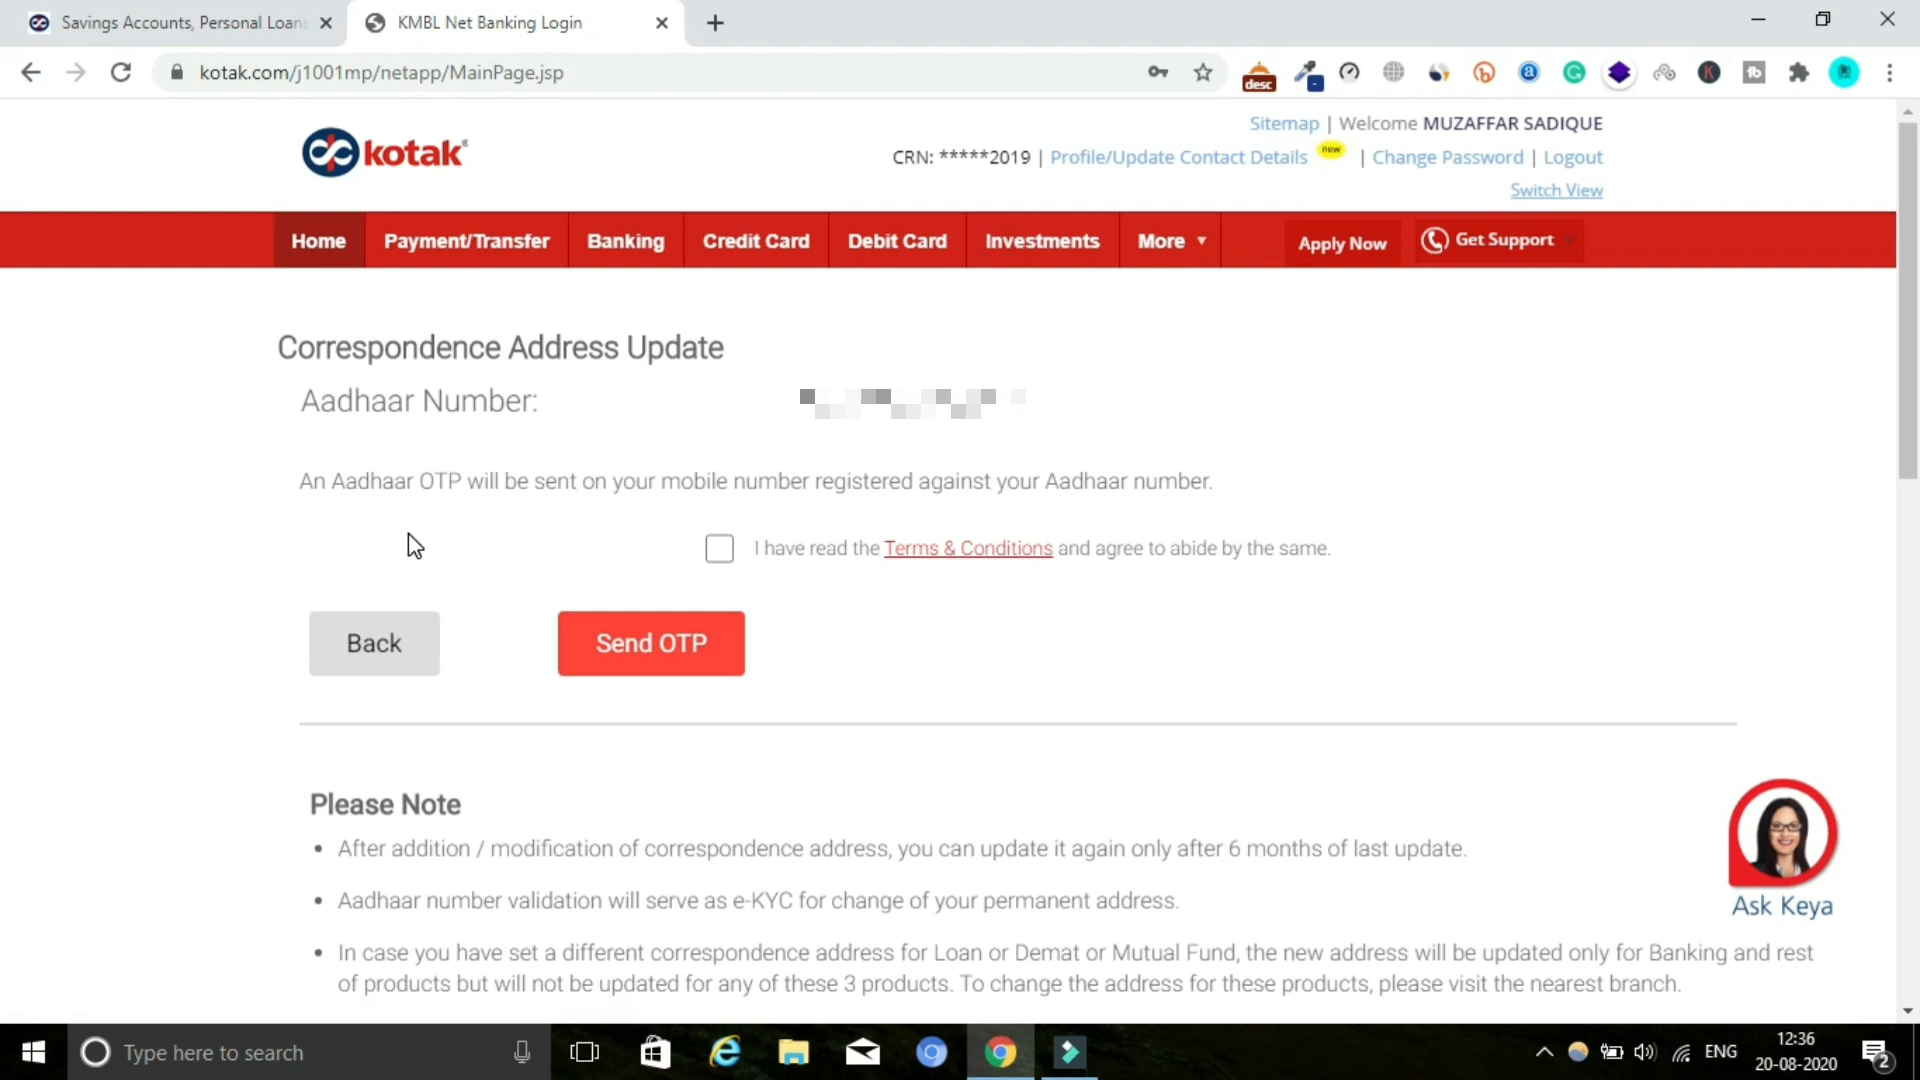 Savings Accounts, Personal Loans
KMBL Net Banking Login
kotak.com/j1001mp/netapp/MainPage.jsp
desc
kotak
Sitemap | Welcome MUZAFFAR SADIQUE
CRN: *****2019 | Profile/Update Contact Details new | Change Password | Logout
Switch View
Home Payment/Transfer Banking Credit Card Debit Card Investments More Apply Now Get Support
Correspondence Address Update
Aadhaar Number:
An Aadhaar OTP will be sent on your mobile number registered against your Aadhaar number.
I have read the Terms & Conditions and agree to abide by the same.
Back Send OTP
Please Note
• After addition / modification of correspondence address, you can update it again only after 6 months of last update.
• Aadhaar number validation will serve as e-KYC for change of your permanent address.
• In case you have set a different correspondence address for Loan or Demat or Mutual Fund, the new address will be updated only for Banking and rest
of products but will not be updated for any of these 3 products. To change the address for these products, please visit the nearest branch.
Ask Keya
Type here to search
ENG
12:36
20-08-2020
2